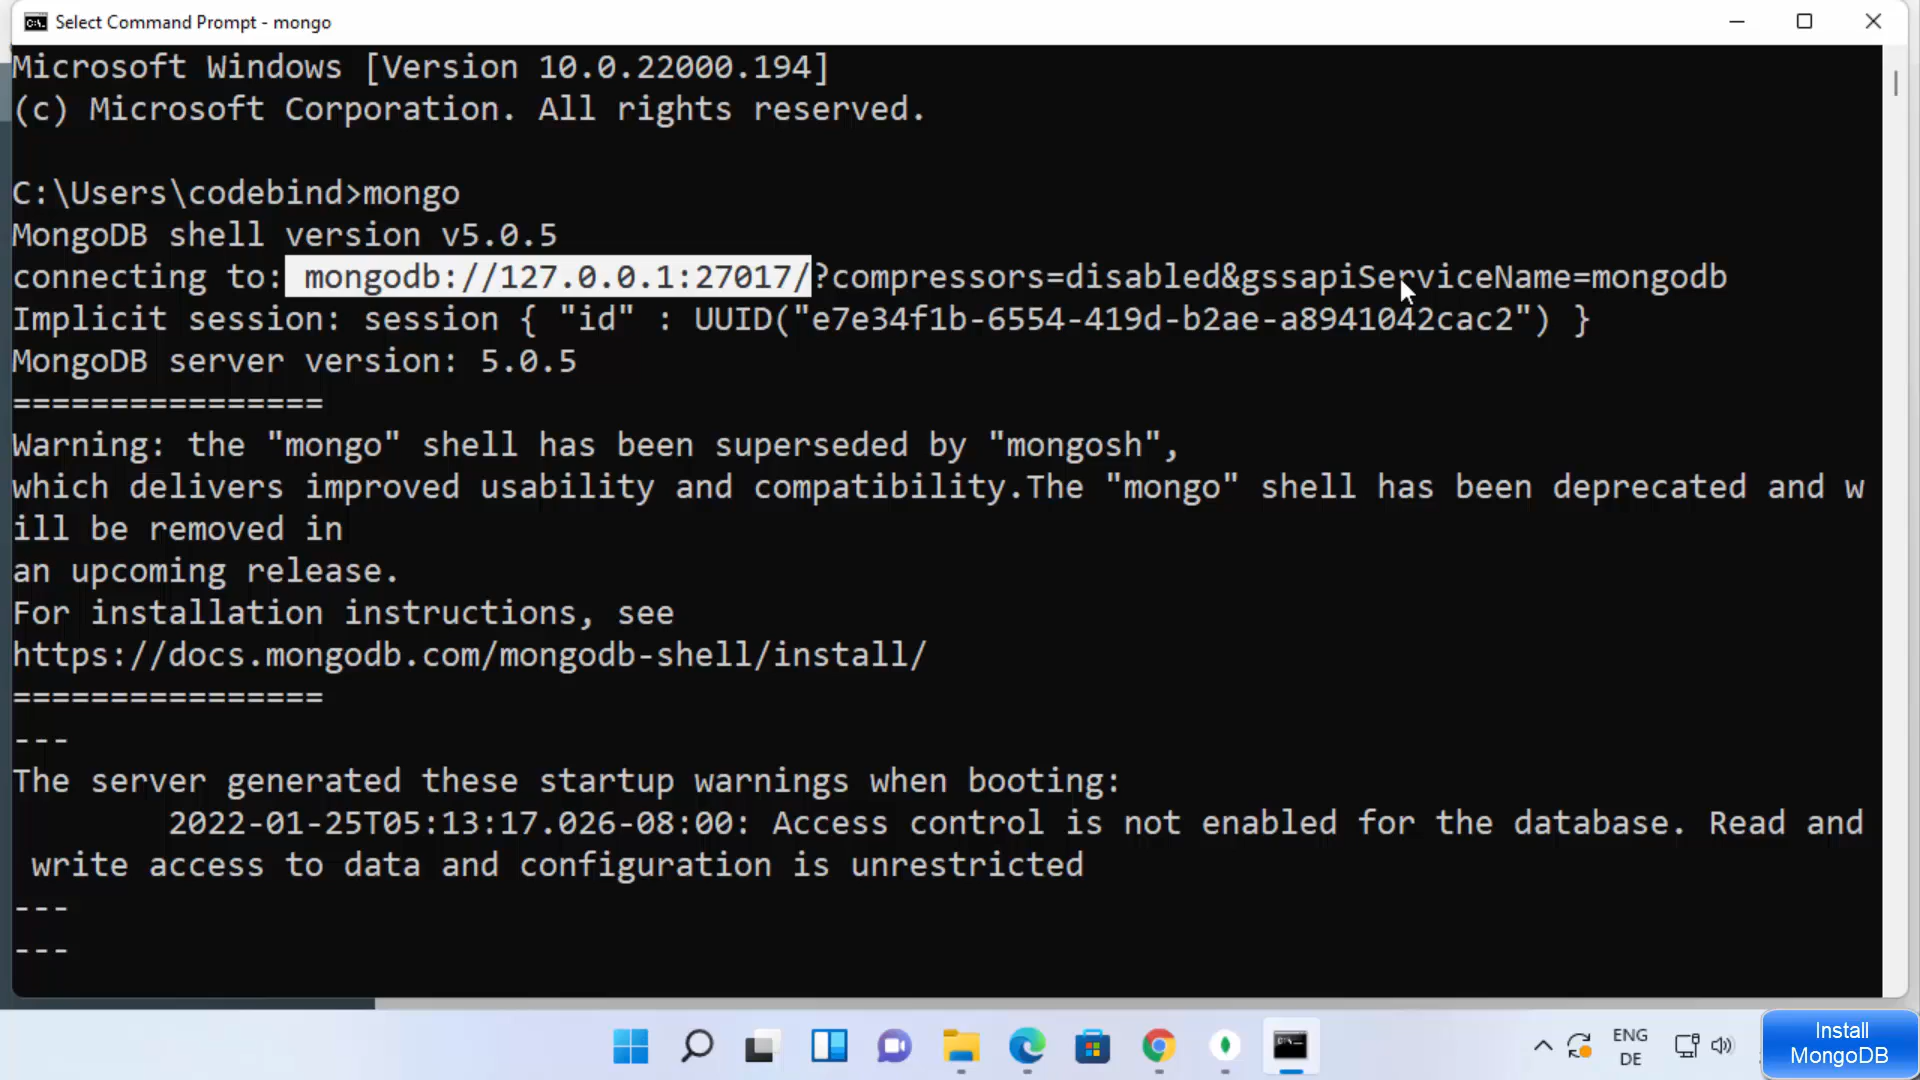 Select Command Prompt - mongo
Microsoft Windows [Version 10.0.22000.194]
(c) Microsoft Corporation. All rights reserved.
C:\Users\codebind>mongo
MongoDB shell version v5.0.5
connecting to: mongodb://127.0.0.1:27017/?compressors=disabled&gssapiServiceName=mongodb
Implicit session: session { "id" : UUID("e7e34f1b-6554-419d-b2ae-a8941042cac2") }
MongoDB server version: 5.0.5
================
Warning: the "mongo" shell has been superseded by "mongosh",
which delivers improved usability and compatibility.The "mongo" shell has been deprecated and w
ill be removed in
an upcoming release.
For installation instructions, see
https://docs.mongodb.com/mongodb-shell/install/
================
---
The server generated these startup warnings when booting:
2022-01-25T05:13:17.026-08:00: Access control is not enabled for the database. Read and
write access to data and configuration is unrestricted
---
---
ENG
DE
Install
MongoDB